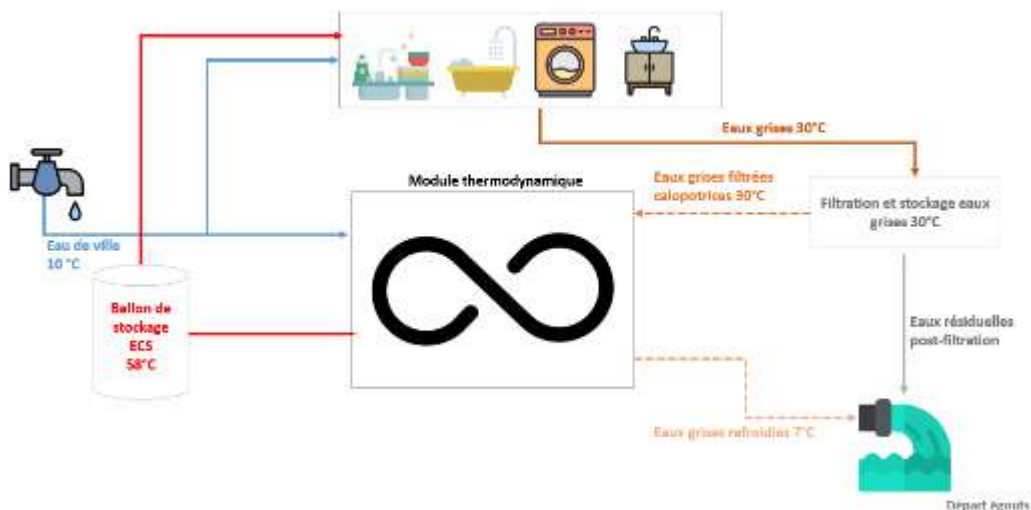 Eaux grises 30°C
Module thermodynamique
Eaux grises filtrées
calopotrices 30°C
Filtration et stockage eaux
grises 30°C
Eau de ville
10 °C
Ballon de
stockage
ECS
58°C
Eaux résiduelles
post-filtration
Eaux grises refroidies 7°C
Départ égouts